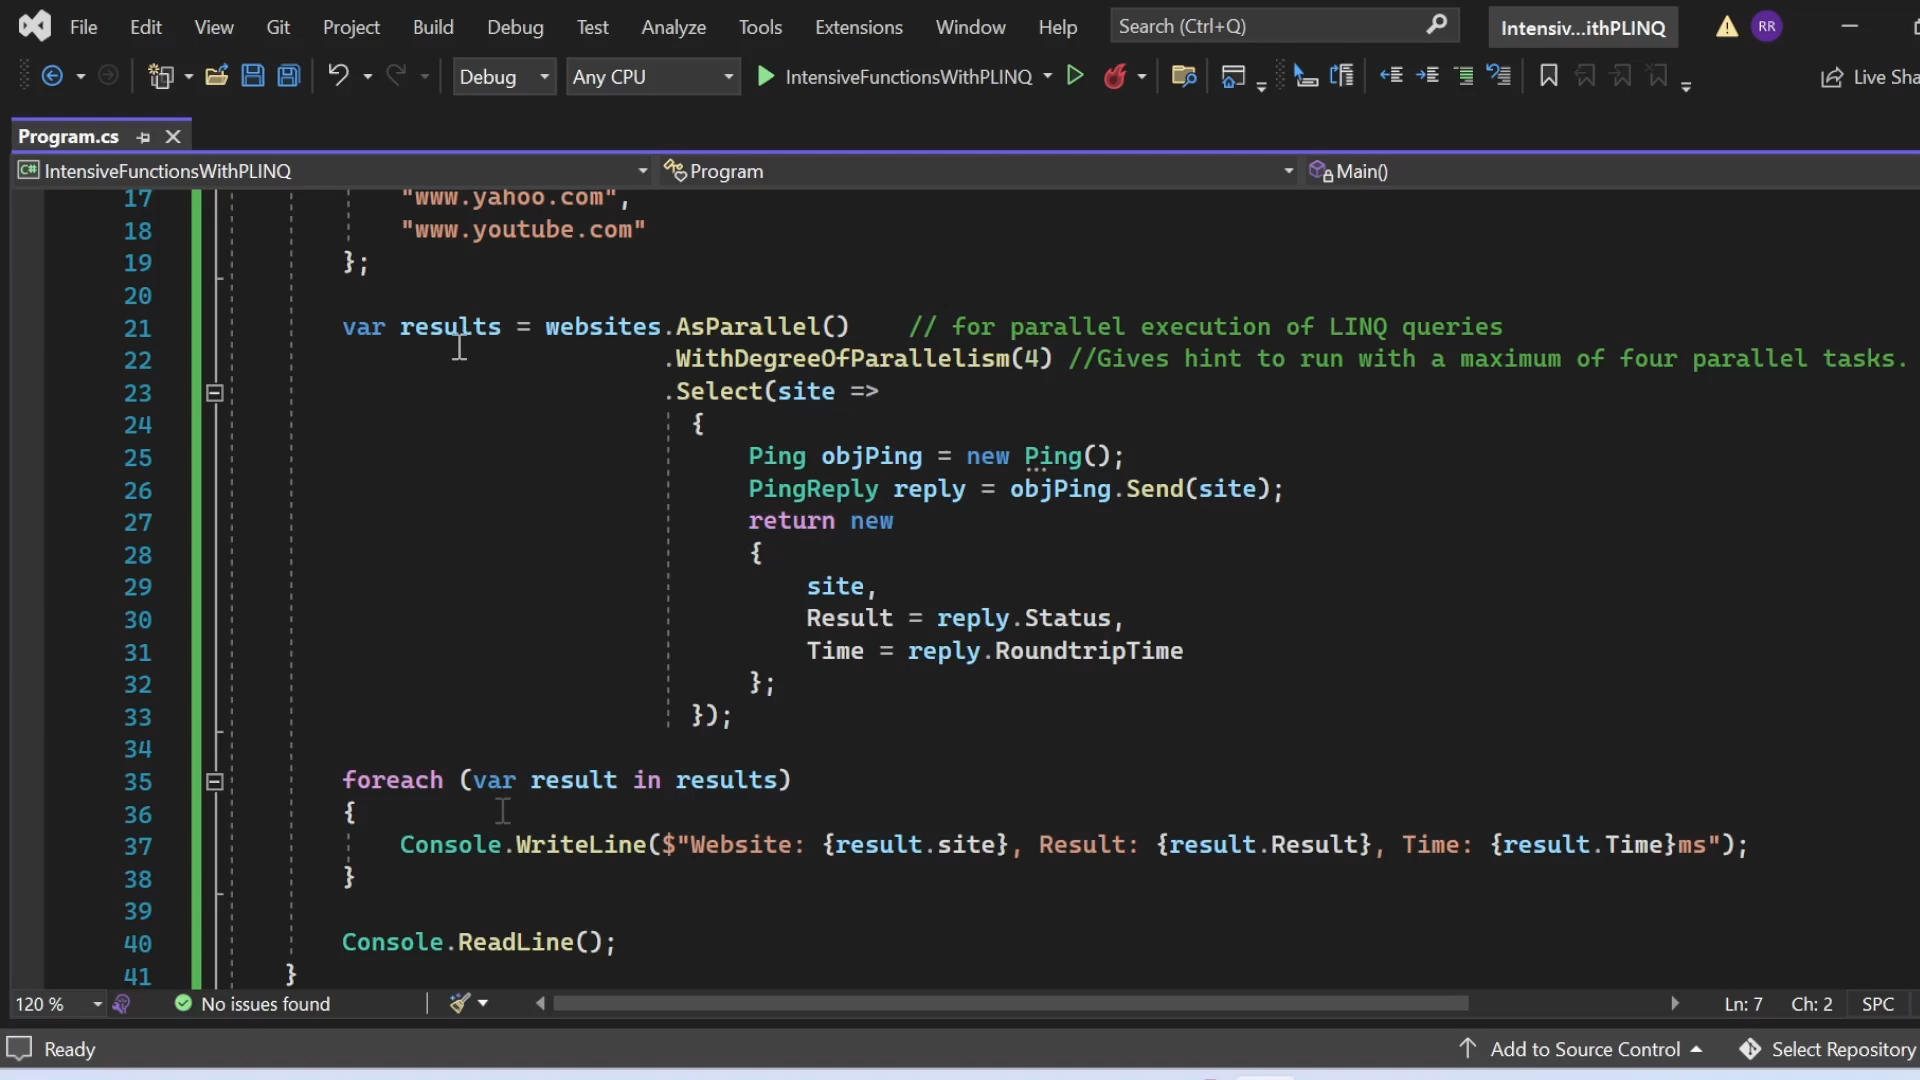 File Edit View Git Project Build Debug Test Analyze Tools Extensions Window Help Search (Ctrl+Q) Intensiv...ithPLINQ RR
Debug Any CPU IntensiveFunctionsWithPLINQ Live Sha
Program.cs
C# IntensiveFunctionsWithPLINQ Program Main()
17 "www.yahoo.com",
18 "www.youtube.com"
19 };
20
21 var results = websites.AsParallel() // for parallel execution of LINQ queries
22 .WithDegreeOfParallelism(4) //Gives hint to run with a maximum of four parallel tasks.
23 .Select(site =>
24 {
25 Ping objPing = new Ping();
26 PingReply reply = objPing.Send(site);
27 return new
28 {
29 site,
30 Result = reply.Status,
31 Time = reply.RoundtripTime
32 };
33 });
34
35 foreach (var result in results)
36 {
37 Console.WriteLine($"Website: {result.site}, Result: {result.Result}, Time: {result.Time}ms");
38 }
39
40 Console.ReadLine();
41 }
120 % No issues found Ln: 7 Ch: 2 SPC
Ready Add to Source Control Select Repository